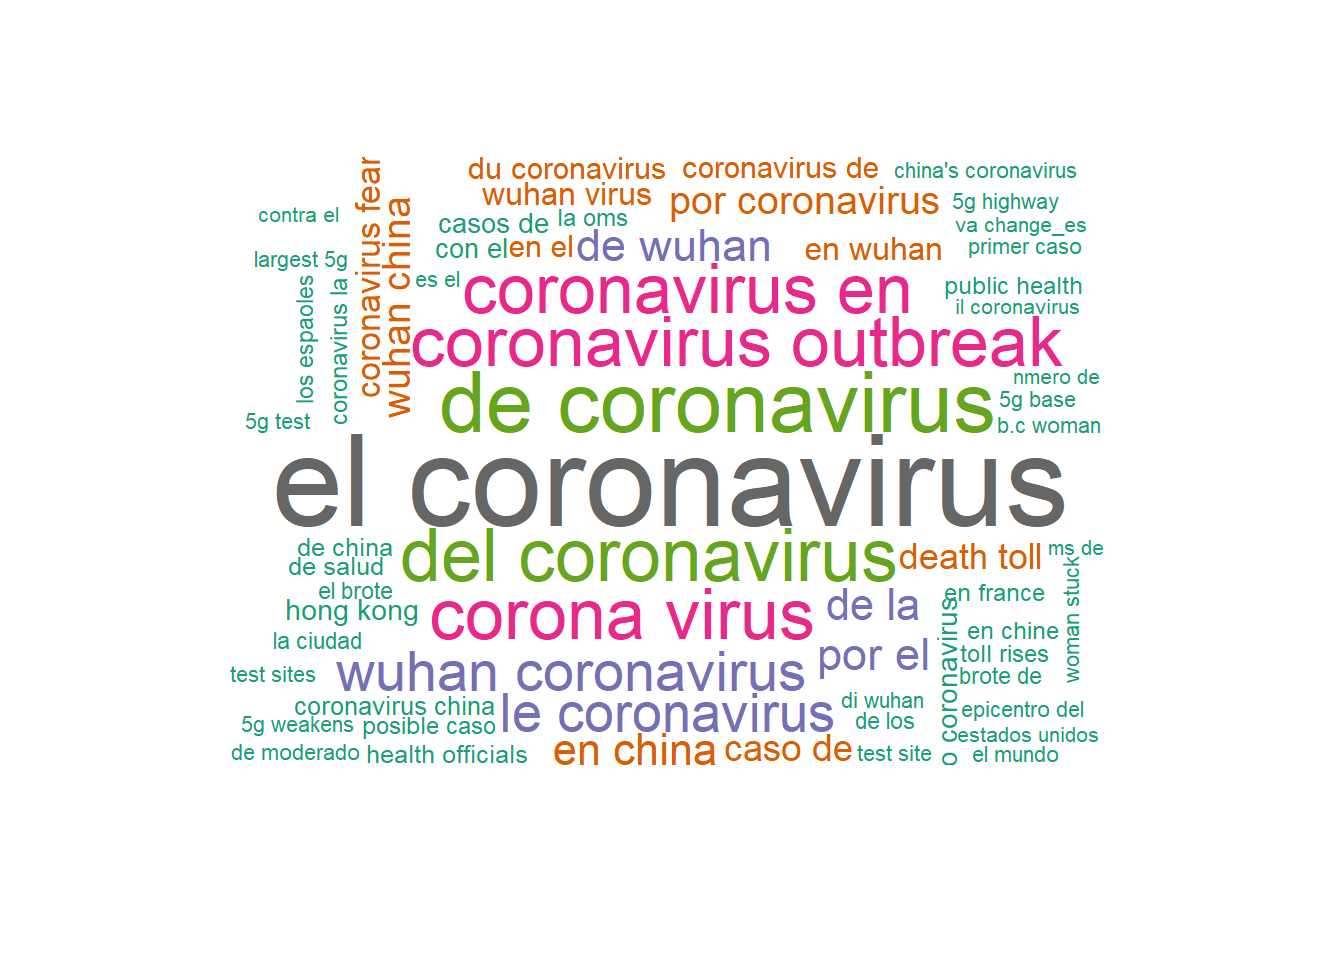 du coronavirus
coronavirus de
china's coronavirus
wuhan virus
por coronavirus
5g highway
contra el
coronavirus fear
wuhan china
casos de
la oms
va change_es
con el
en el
de wuhan
en wuhan
primer caso
largest 5g
los espaoles
coronavirus la
es el
coronavirus en
public health
il coronavirus
coronavirus outbreak
nmero de
de coronavirus
5g base
5g test
b.c woman
el coronavirus
de china
de salud
del coronavirus
death toll
ms de
el brote
hong kong
corona virus
de la
en france
woman stuck
o coronavirus
la ciudad
en chine
por el
toll rises
test sites
wuhan coronavirus
brote de
coronavirus china
le coronavirus
di wuhan
epicentro del
5g weakens
posible caso
de los
estados unidos
de moderado
health officials
en china
caso de
test site
el mundo